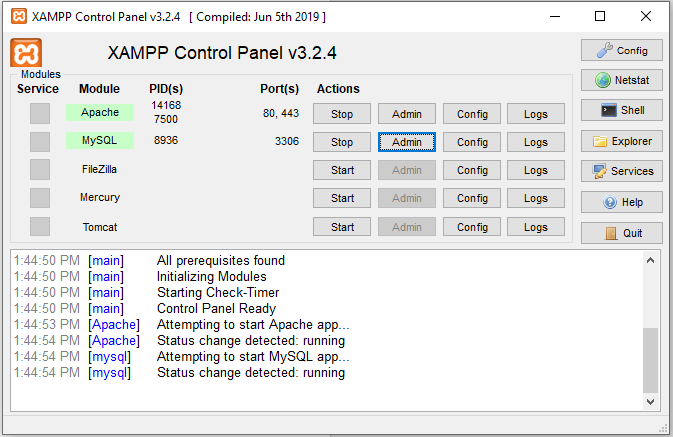 XAMPP Control Panel v3.2.4 [ Compiled: Jun 5th 2019 ]
XAMPP Control Panel v3.2.4
Config
Modules
Service Module PID(s) Port(s) Actions
Netstat
Apache 14168 7500 80, 443 Stop Admin Config Logs
Shell
MySQL 8936 3306 Stop Admin Config Logs
Explorer
FileZilla Start Admin Config Logs
Services
Mercury Start Admin Config Logs
Help
Tomcat Start Admin Config Logs
Quit
1:44:50 PM [main] All prerequisites found
1:44:50 PM [main] Initializing Modules
1:44:50 PM [main] Starting Check-Timer
1:44:50 PM [main] Control Panel Ready
1:44:53 PM [Apache] Attempting to start Apache app...
1:44:54 PM [Apache] Status change detected: running
1:44:54 PM [mysql] Attempting to start MySQL app...
1:44:54 PM [mysql] Status change detected: running